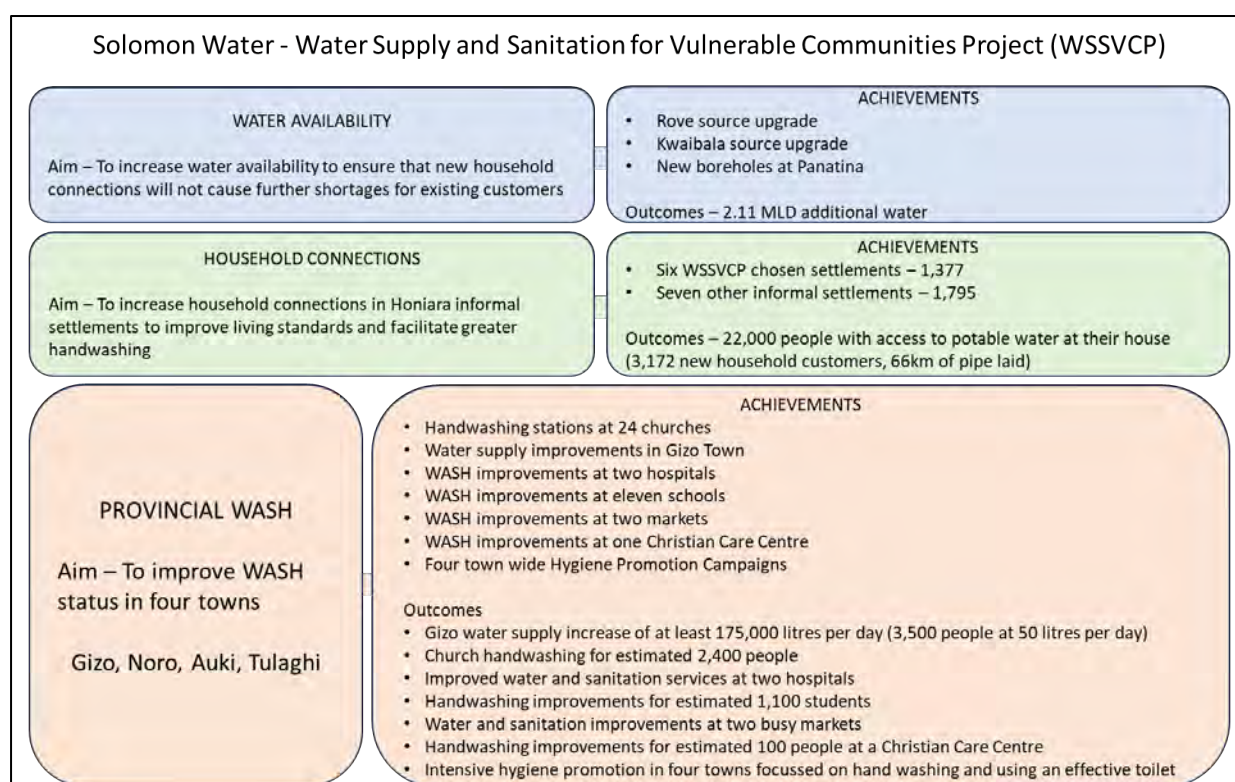 Solomon Water - Water Supply and Sanitation for Vulnerable Communities Project (WSSVCP)
WATER AVAILABILITY
Aim – To increase water availability to ensure that new household
connections will not cause further shortages for existing customers
ACHIEVEMENTS
• Rove source upgrade
• Kwaibala source upgrade
• New boreholes at Panatina
Outcomes – 2.11 MLD additional water
HOUSEHOLD CONNECTIONS
Aim – To increase household connections in Honiara informal
settlements to improve living standards and facilitate greater
handwashing
ACHIEVEMENTS
• Six WSSVCP chosen settlements – 1,377
• Seven other informal settlements – 1,795
Outcomes – 22,000 people with access to potable water at their house
(3,172 new household customers, 66km of pipe laid)
PROVINCIAL WASH
Aim – To improve WASH
status in four towns
Gizo, Noro, Auki, Tulaghi
ACHIEVEMENTS
• Handwashing stations at 24 churches
• Water supply improvements in Gizo Town
• WASH improvements at two hospitals
• WASH improvements at eleven schools
• WASH improvements at two markets
• WASH improvements at one Christian Care Centre
• Four town wide Hygiene Promotion Campaigns
Outcomes
• Gizo water supply increase of at least 175,000 litres per day (3,500 people at 50 litres per day)
• Church handwashing for estimated 2,400 people
• Improved water and sanitation services at two hospitals
• Handwashing improvements for estimated 1,100 students
• Water and sanitation improvements at two busy markets
• Handwashing improvements for estimated 100 people at a Christian Care Centre
• Intensive hygiene promotion in four towns focussed on hand washing and using an effective toilet